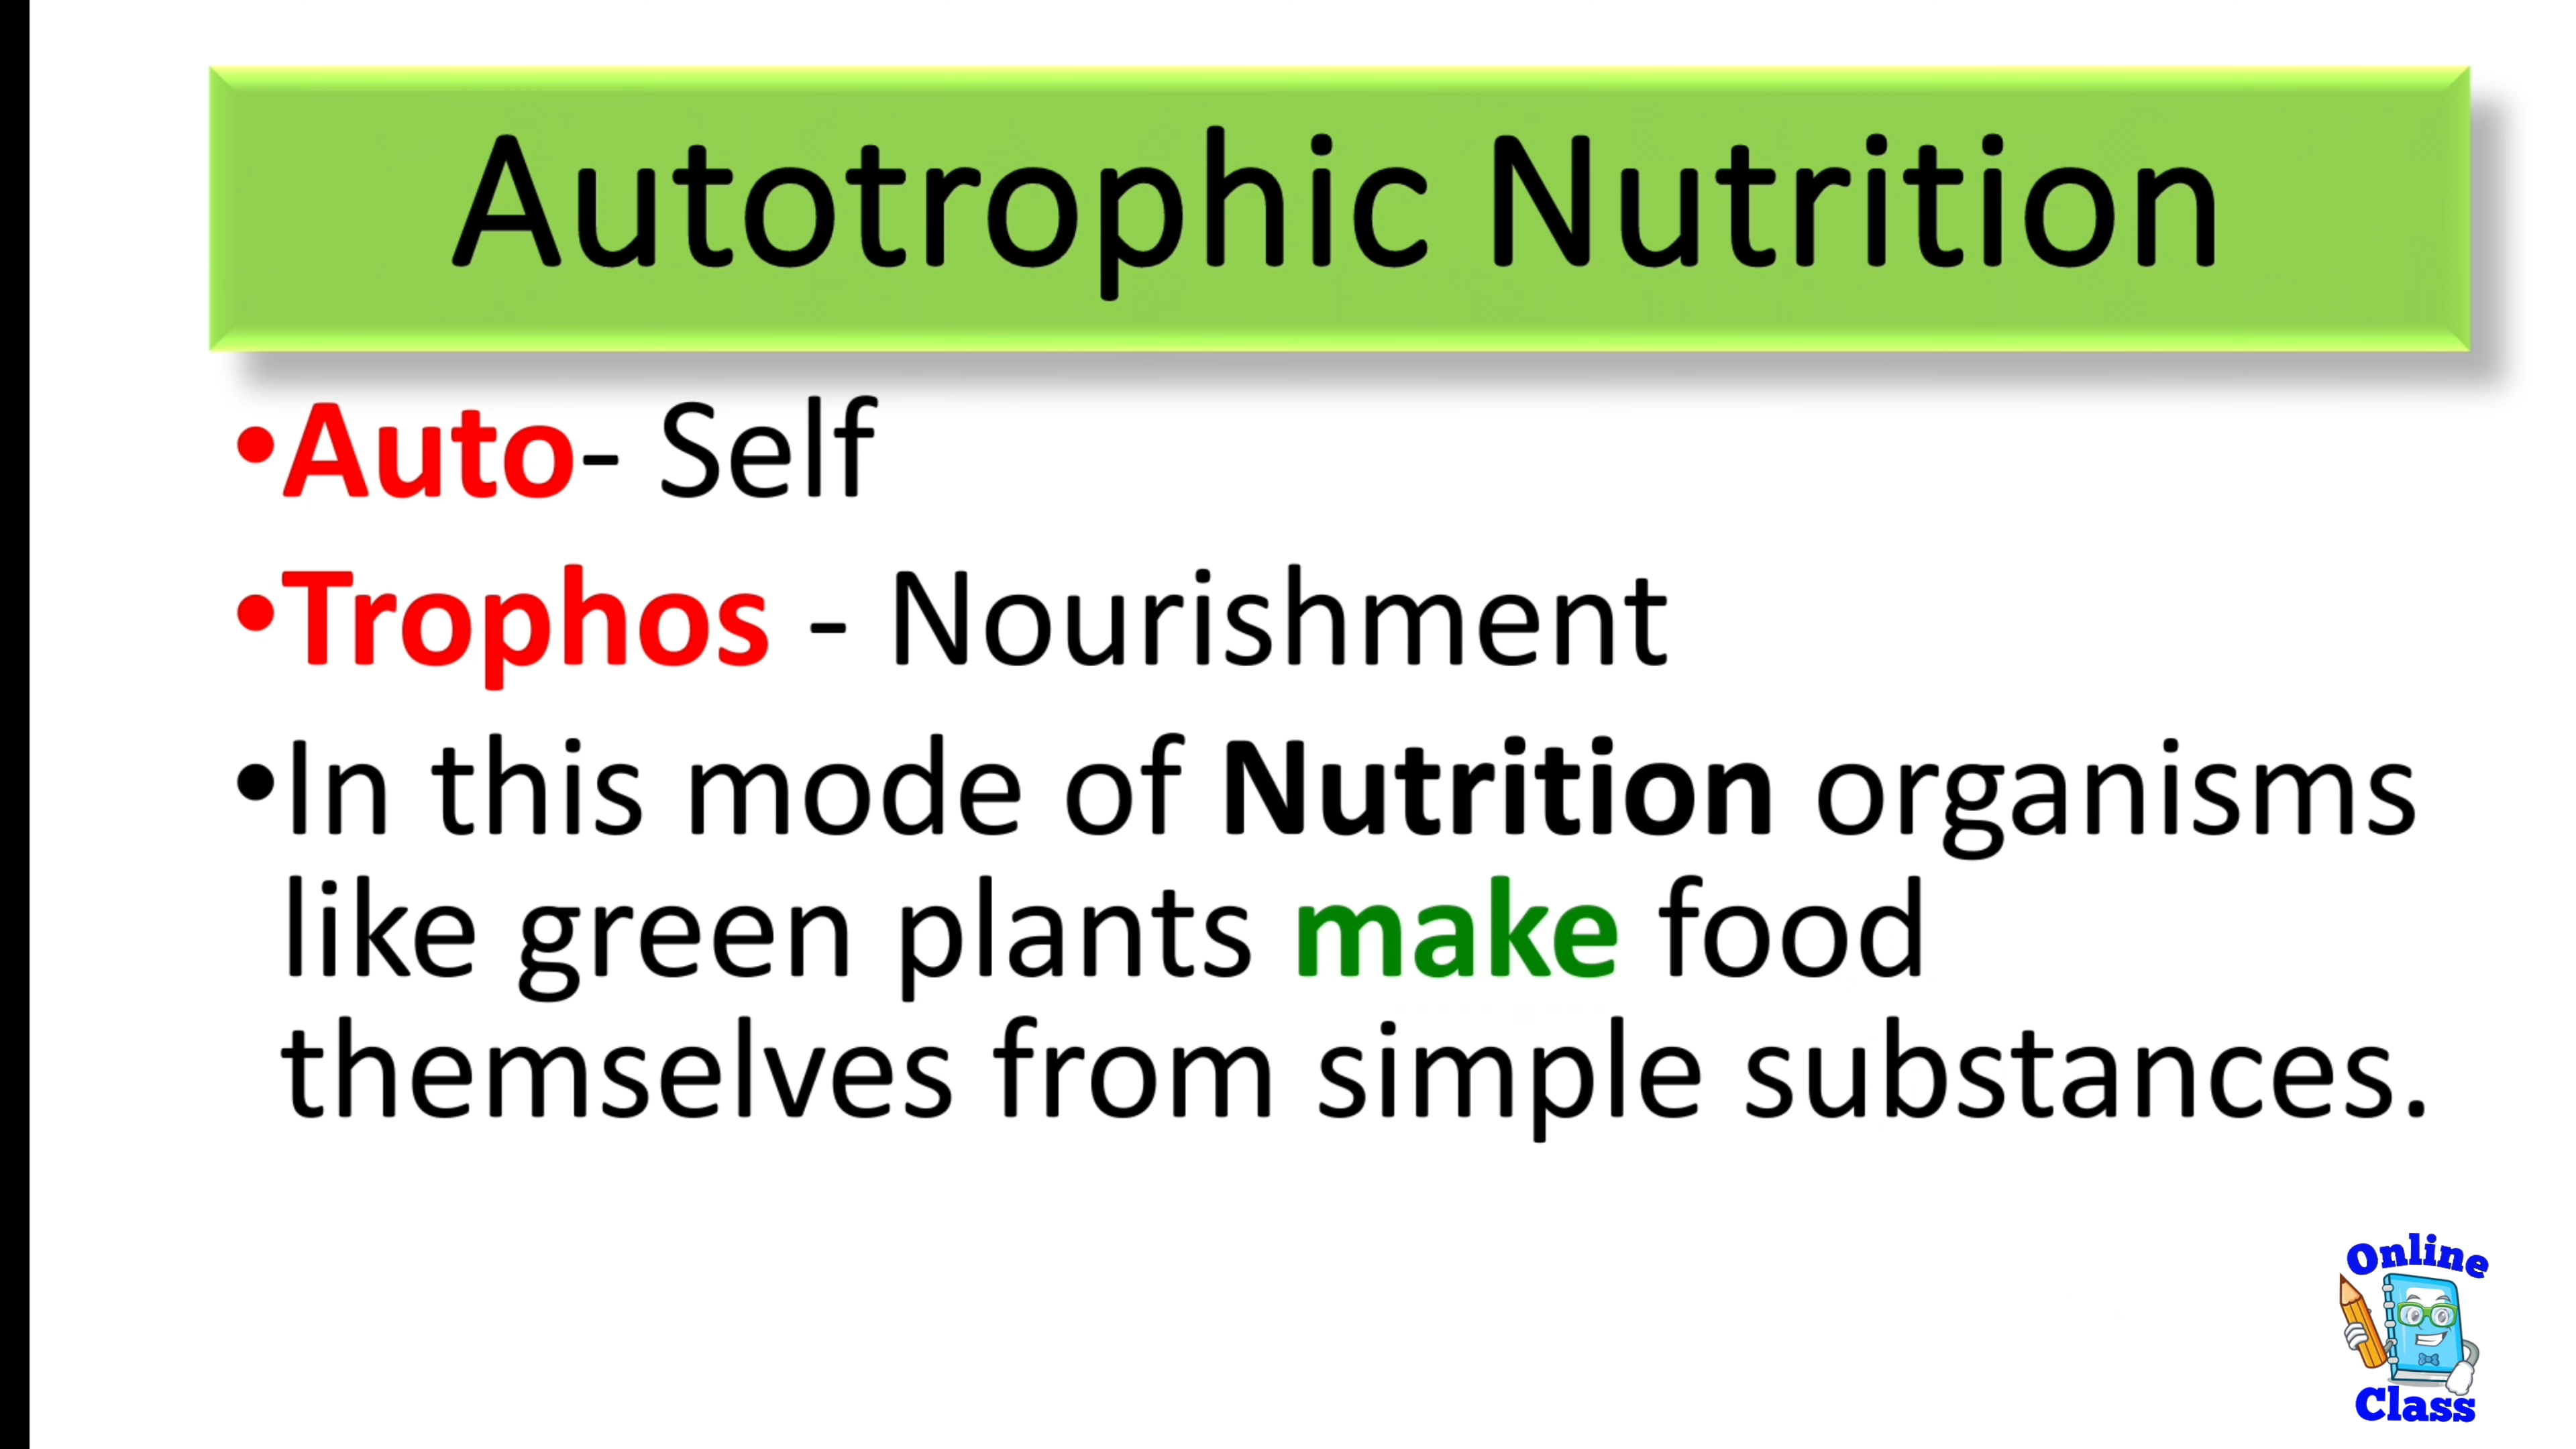 Autotrophic Nutrition
•Auto- Self
•Trophos - Nourishment
•In this mode of Nutrition organisms
like green plants make food
themselves from simple substances.
Online
Class